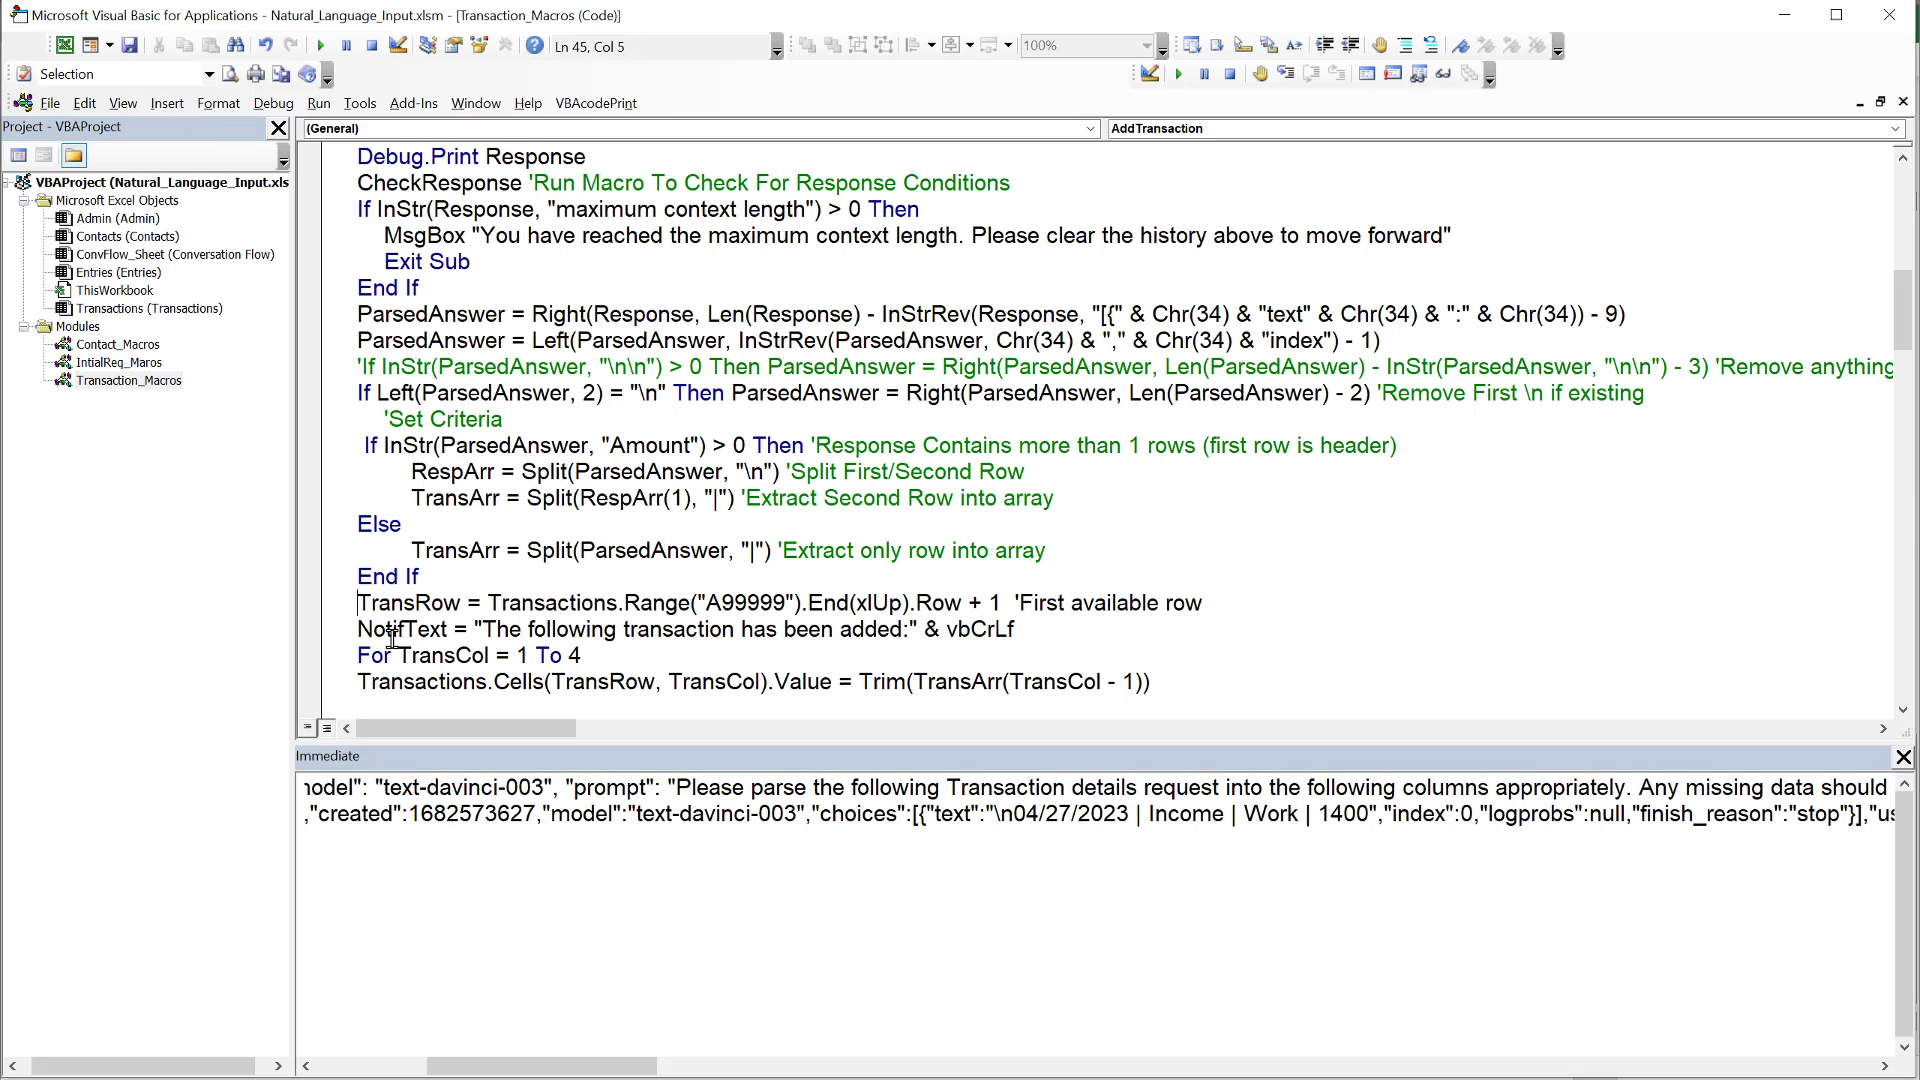 Microsoft Visual Basic for Applications - Natural_Language_Input.xlsm - [Transaction_Macros (Code)]
Ln 45, Col 5
100%
Selection
File Edit View Insert Format Debug Run Tools Add-Ins Window Help VBAcodePrint
Project - VBAProject
(General)
AddTransaction
VBAProject (Natural_Language_Input.xls
Microsoft Excel Objects
Admin (Admin)
Contacts (Contacts)
ConvFlow_Sheet (Conversation Flow)
Entries (Entries)
ThisWorkbook
Transactions (Transactions)
Modules
Contact_Macros
IntialReq_Maros
Transaction_Macros
Debug.Print Response
CheckResponse 'Run Macro To Check For Response Conditions
If InStr(Response, "maximum context length") > 0 Then
MsgBox "You have reached the maximum context length. Please clear the history above to move forward"
Exit Sub
End If
ParsedAnswer = Right(Response, Len(Response) - InStrRev(Response, "[{" & Chr(34) & "text" & Chr(34) & ":" & Chr(34)) - 9)
ParsedAnswer = Left(ParsedAnswer, InStrRev(ParsedAnswer, Chr(34) & "," & Chr(34) & "index") - 1)
'If InStr(ParsedAnswer, "\n\n") > 0 Then ParsedAnswer = Right(ParsedAnswer, Len(ParsedAnswer) - InStr(ParsedAnswer, "\n\n") - 3) 'Remove anything
If Left(ParsedAnswer, 2) = "\n" Then ParsedAnswer = Right(ParsedAnswer, Len(ParsedAnswer) - 2) 'Remove First \n if existing
'Set Criteria
If InStr(ParsedAnswer, "Amount") > 0 Then 'Response Contains more than 1 rows (first row is header)
RespArr = Split(ParsedAnswer, "\n") 'Split First/Second Row
TransArr = Split(RespArr(1), "|") 'Extract Second Row into array
Else
TransArr = Split(ParsedAnswer, "|") 'Extract only row into array
End If
TransRow = Transactions.Range("A99999").End(xlUp).Row + 1  'First available row
NotifText = "The following transaction has been added:" & vbCrLf
For TransCol = 1 To 4
Transactions.Cells(TransRow, TransCol).Value = Trim(TransArr(TransCol - 1))
Immediate
nodel": "text-davinci-003", "prompt": "Please parse the following Transaction details request into the following columns appropriately. Any missing data should
,"created":1682573627,"model":"text-davinci-003","choices":[{"text":"\n04/27/2023 | Income | Work | 1400","index":0,"logprobs":null,"finish_reason":"stop"}],"us